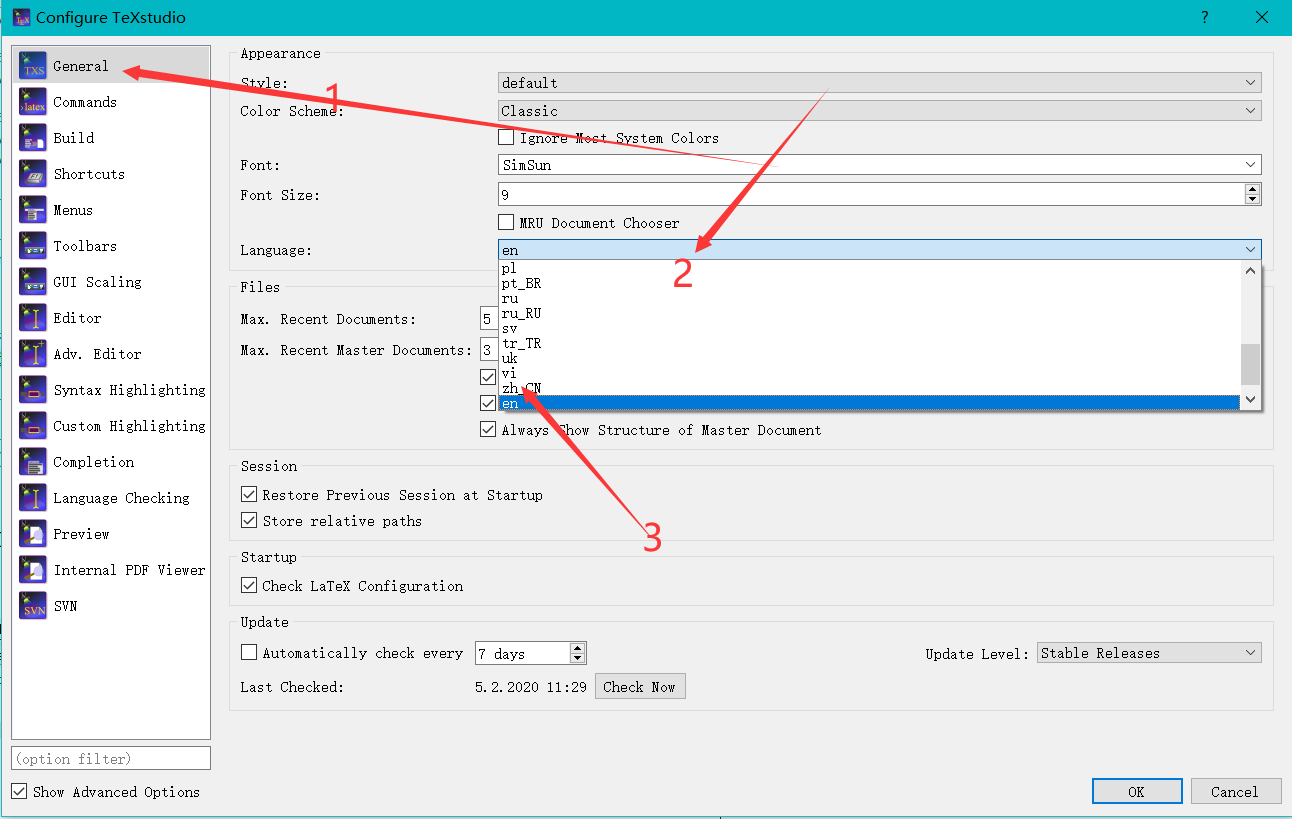 Configure TeXstudio
General
Commands
Build
Shortcuts
Menus
Toolbars
GUI Scaling
Editor
Adv. Editor
Syntax Highlighting
Custom Highlighting
Completion
Language Checking
Preview
Internal PDF Viewer
SVN
(option filter)
Show Advanced Options
1
Appearance
Style: default
Color Scheme: Classic
Ignore Most System Colors
Font: SimSun
Font Size: 9
MRU Document Chooser
Language: en
2
pl
pt_BR
ru
ru_RU
sv
tr_TR
uk
vi
zh_CN
en
Files
Max. Recent Documents: 5
Max. Recent Master Documents: 3
Always Show Structure of Master Document
Session
Restore Previous Session at Startup
Store relative paths
3
Startup
Check LaTeX Configuration
Update
Automatically check every 7 days Update Level: Stable Releases
Last Checked: 5.2.2020 11:29 Check Now
OK Cancel